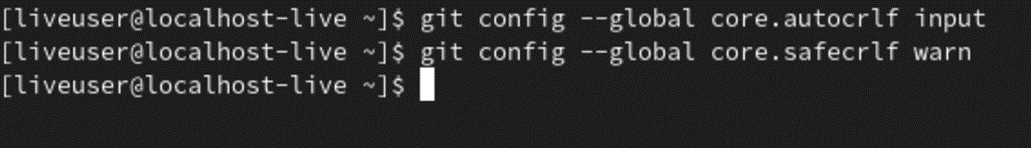 [liveuser@localhost-live ~]$ git config --global core.autocrlf input
[liveuser@localhost-live ~]$ git config --global core.safecrlf warn
[liveuser@localhost-live ~]$